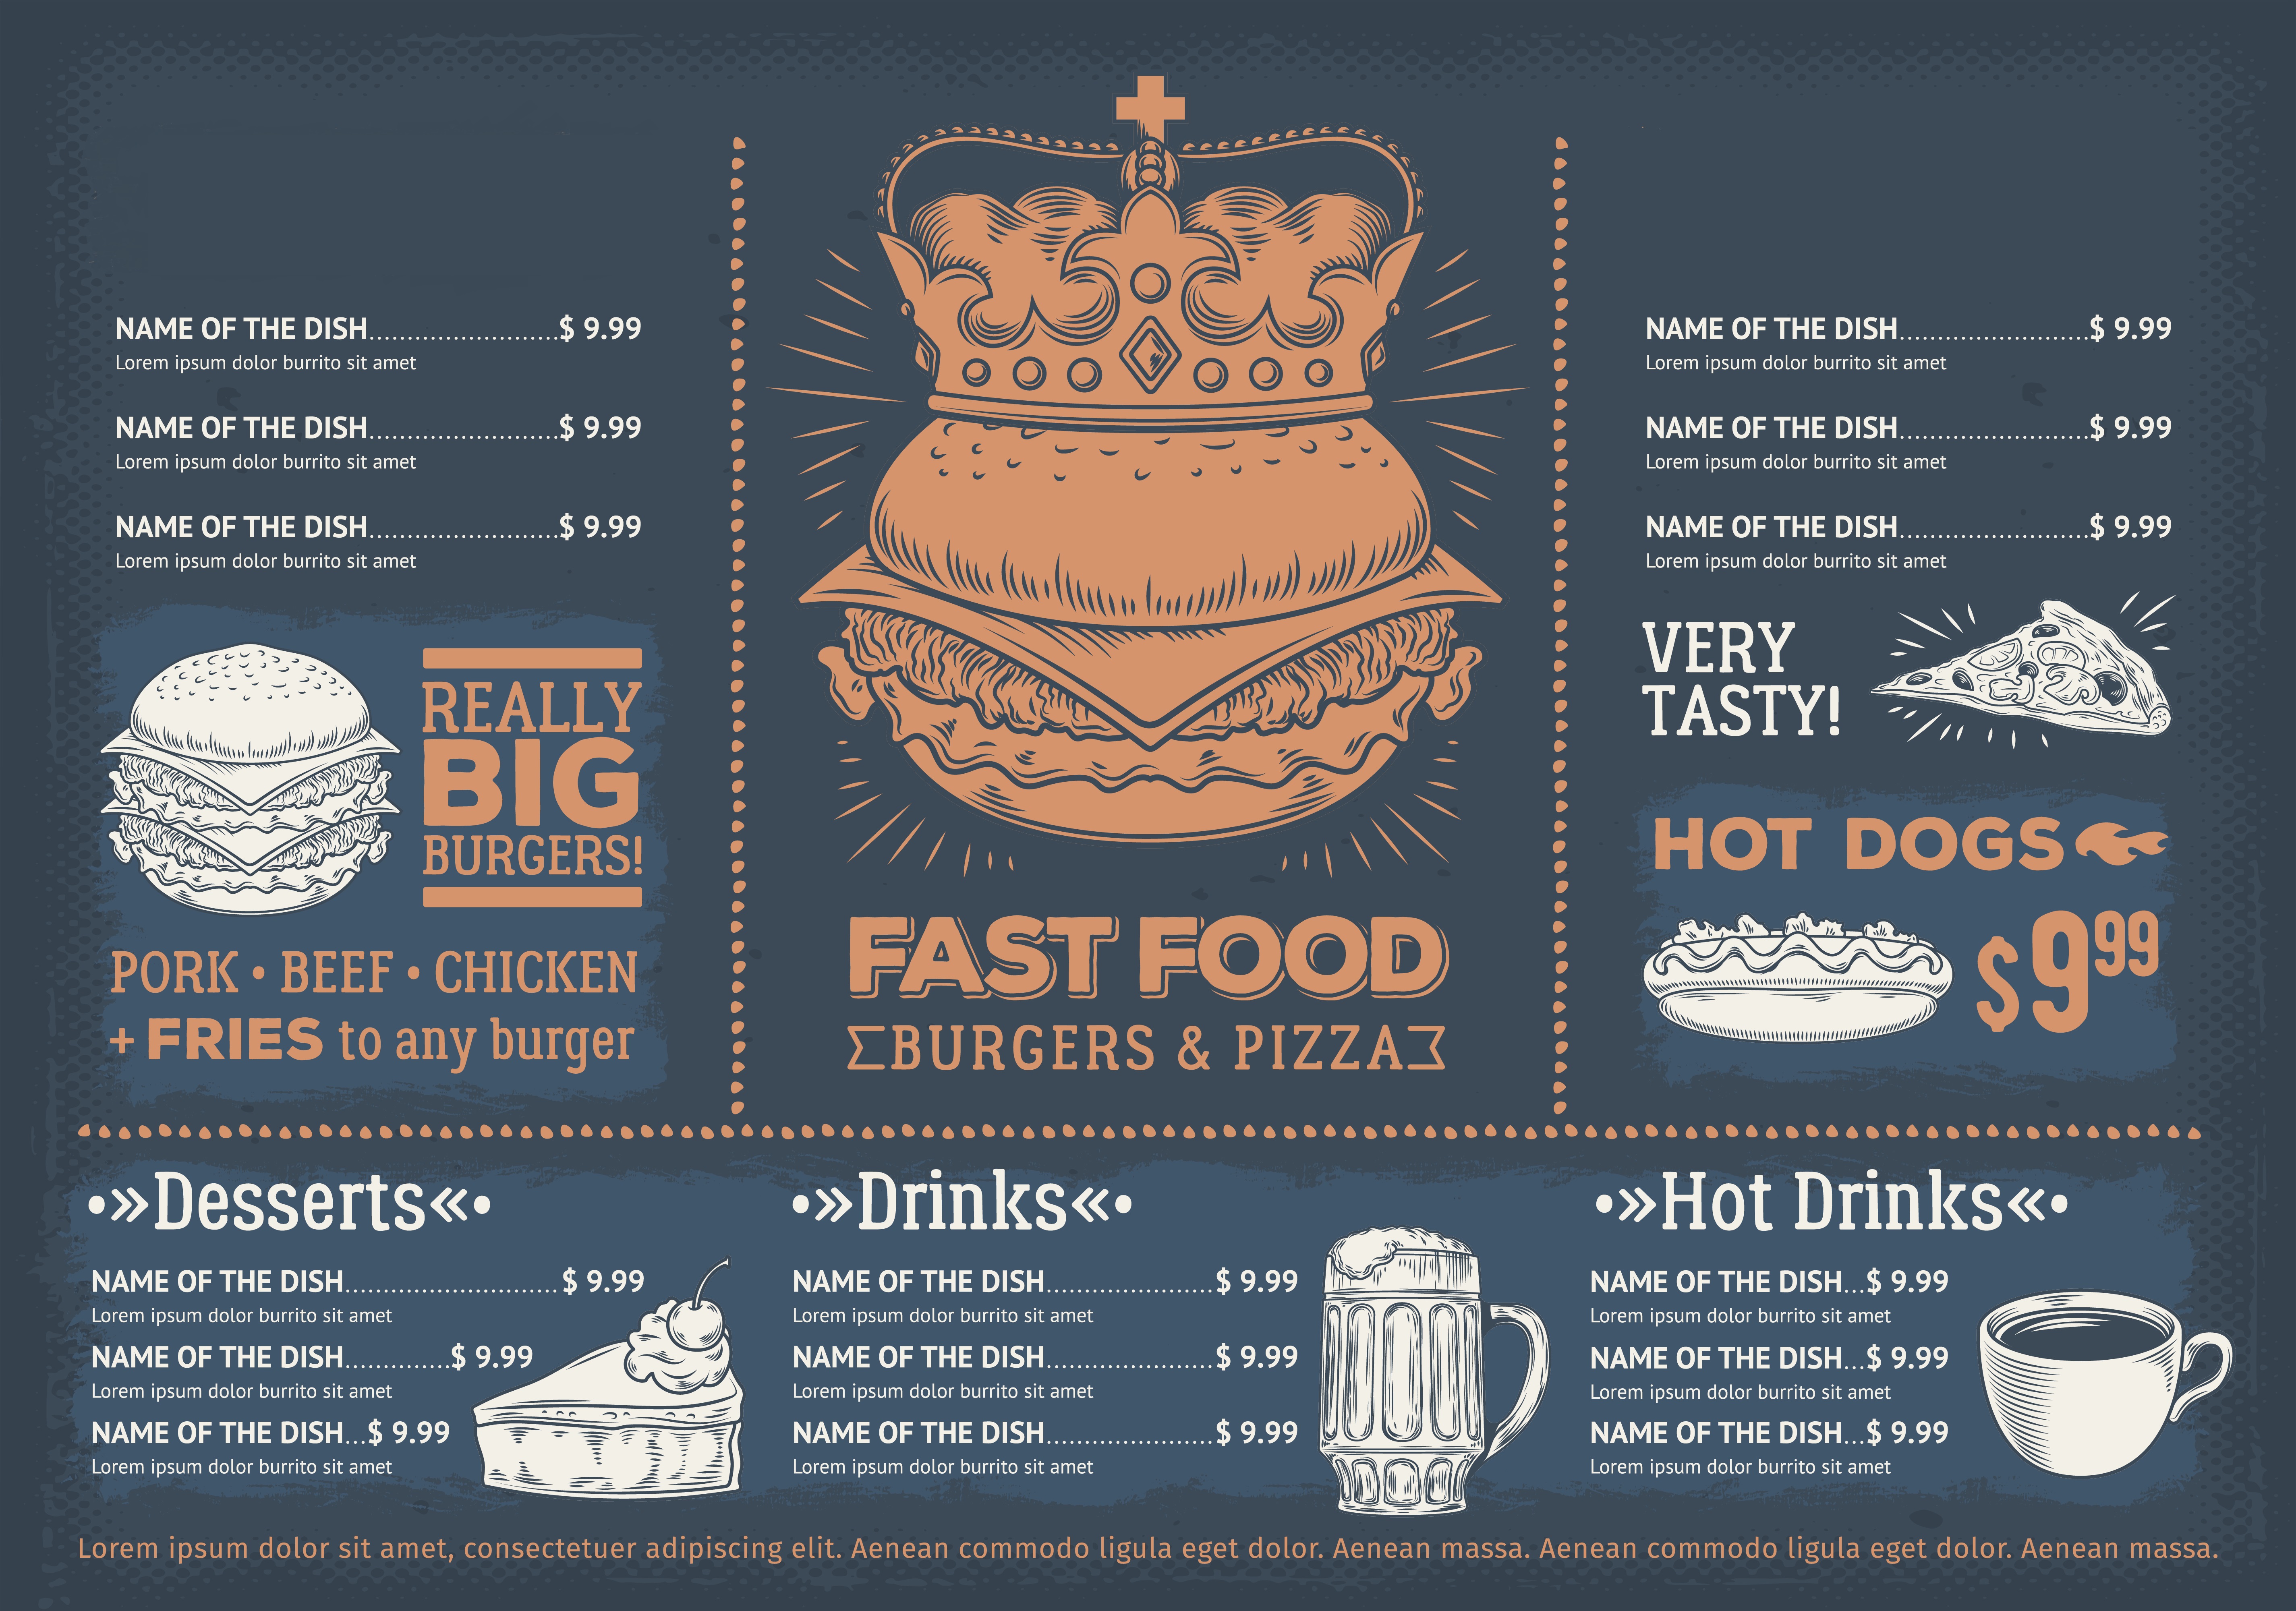 NAME OF THE DISH.........................$ 9.99
Lorem ipsum dolor burrito sit amet
NAME OF THE DISH.........................$ 9.99
Lorem ipsum dolor burrito sit amet
NAME OF THE DISH.........................$ 9.99
Lorem ipsum dolor burrito sit amet
REALLY
BIG
BURGERS!
PORK • BEEF • CHICKEN
+ FRIES to any burger
FAST FOOD
BURGERS & PIZZA
NAME OF THE DISH.........................$ 9.99
Lorem ipsum dolor burrito sit amet
NAME OF THE DISH.........................$ 9.99
Lorem ipsum dolor burrito sit amet
NAME OF THE DISH.........................$ 9.99
Lorem ipsum dolor burrito sit amet
VERY
TASTY!
HOT DOGS
$9 99
•»Desserts«•
NAME OF THE DISH............................ $ 9.99
Lorem ipsum dolor burrito sit amet
NAME OF THE DISH..............$ 9.99
Lorem ipsum dolor burrito sit amet
NAME OF THE DISH...$ 9.99
Lorem ipsum dolor burrito sit amet
•»Drinks«•
NAME OF THE DISH......................$ 9.99
Lorem ipsum dolor burrito sit amet
NAME OF THE DISH......................$ 9.99
Lorem ipsum dolor burrito sit amet
NAME OF THE DISH......................$ 9.99
Lorem ipsum dolor burrito sit amet
•»Hot Drinks«•
NAME OF THE DISH...$ 9.99
Lorem ipsum dolor burrito sit amet
NAME OF THE DISH...$ 9.99
Lorem ipsum dolor burrito sit amet
NAME OF THE DISH...$ 9.99
Lorem ipsum dolor burrito sit amet
Lorem ipsum dolor sit amet, consectetuer adipiscing elit. Aenean commodo ligula eget dolor. Aenean massa. Aenean commodo ligula eget dolor. Aenean massa.